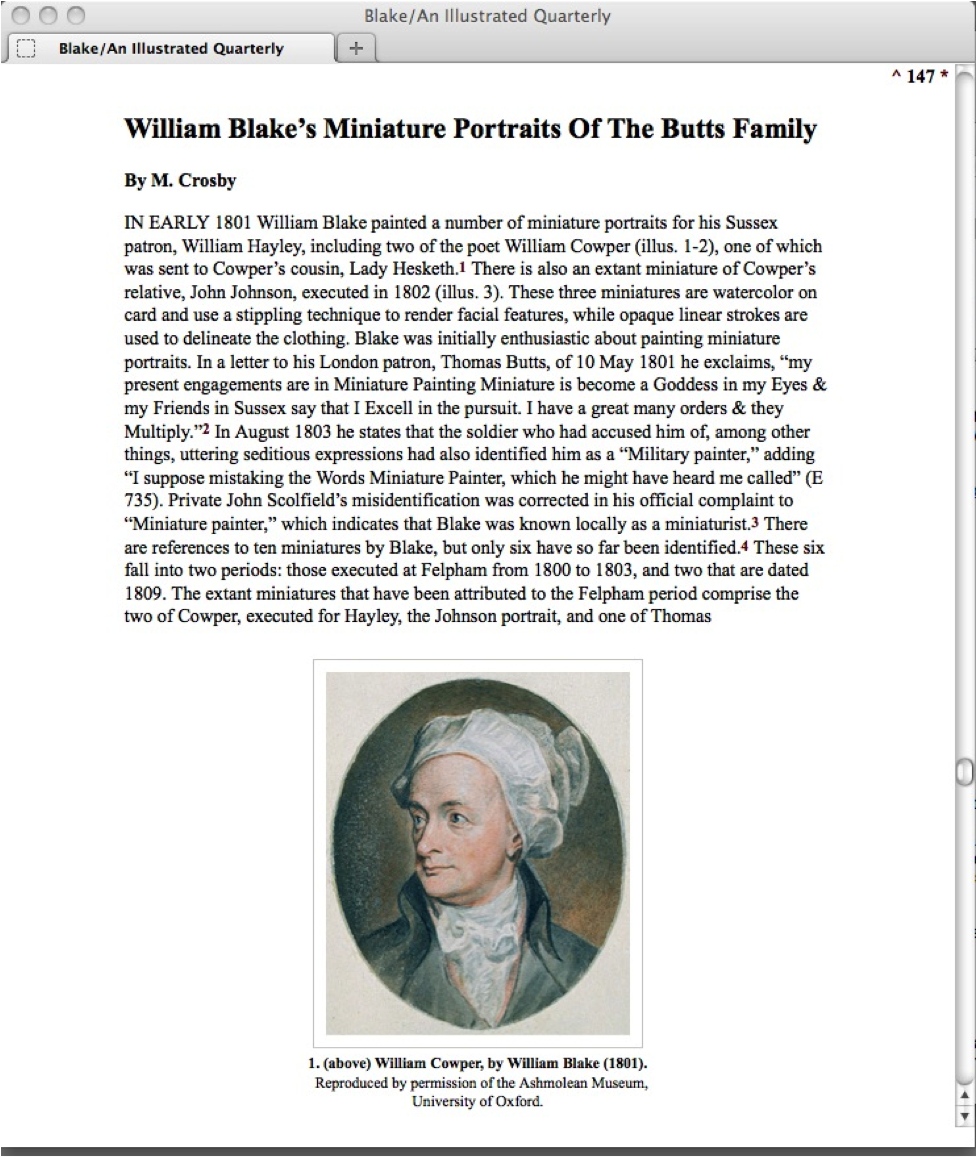 Blake/An Illustrated Quarterly
Blake/An Illustrated Quarterly
+
^ 147 *
William Blake’s Miniature Portraits Of The Butts Family
By M. Crosby
IN EARLY 1801 William Blake painted a number of miniature portraits for his Sussex
patron, William Hayley, including two of the poet William Cowper (illus. 1-2), one of which
was sent to Cowper’s cousin, Lady Hesketh.1 There is also an extant miniature of Cowper’s
relative, John Johnson, executed in 1802 (illus. 3). These three miniatures are watercolor on
card and use a stippling technique to render facial features, while opaque linear strokes are
used to delineate the clothing. Blake was initially enthusiastic about painting miniature
portraits. In a letter to his London patron, Thomas Butts, of 10 May 1801 he exclaims, “my
present engagements are in Miniature Painting Miniature is become a Goddess in my Eyes &
my Friends in Sussex say that I Excell in the pursuit. I have a great many orders & they
Multiply.”2 In August 1803 he states that the soldier who had accused him of, among other
things, uttering seditious expressions had also identified him as a “Military painter,” adding
“I suppose mistaking the Words Miniature Painter, which he might have heard me called” (E
735). Private John Scolfield’s misidentification was corrected in his official complaint to
“Miniature painter,” which indicates that Blake was known locally as a miniaturist.3 There
are references to ten miniatures by Blake, but only six have so far been identified.4 These six
fall into two periods: those executed at Felpham from 1800 to 1803, and two that are dated
1809. The extant miniatures that have been attributed to the Felpham period comprise the
two of Cowper, executed for Hayley, the Johnson portrait, and one of Thomas
1. (above) William Cowper, by William Blake (1801).
Reproduced by permission of the Ashmolean Museum,
University of Oxford.